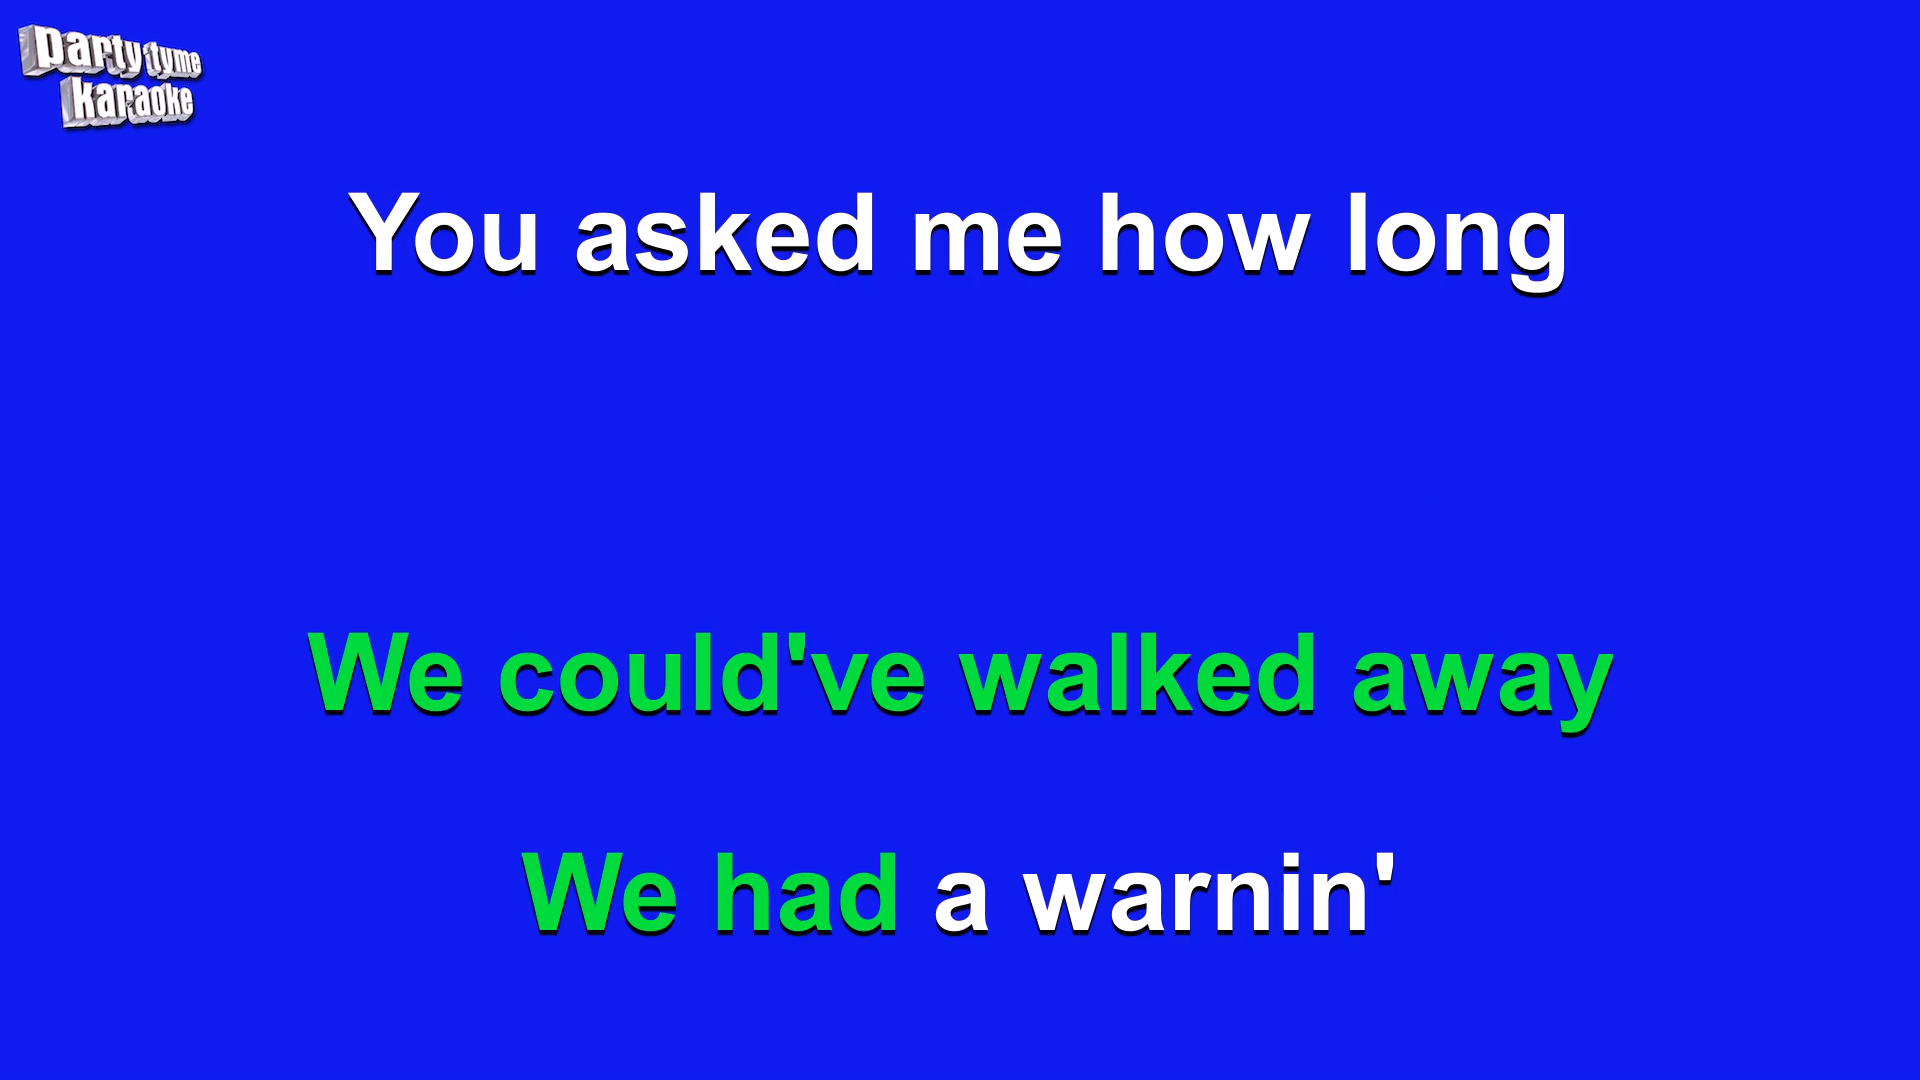 party tyme
karaoke
You asked me how long
We could've walked away
We had a warnin'